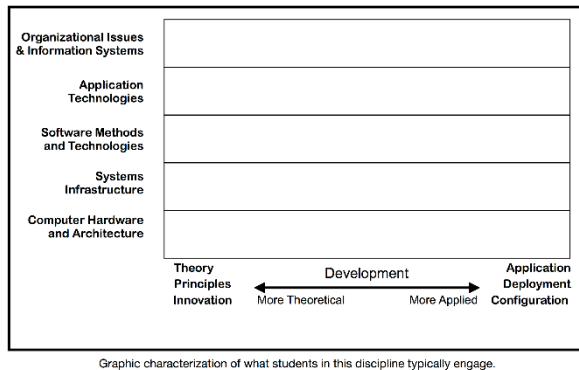 Organizational Issues
& Information Systems
Application
Technologies
Software Methods
and Technologies
Systems
Infrastructure
Computer Hardware
and Architecture
Theory
Principles
Innovation
Development
More Theoretical
More Applied
Application
Deployment
Configuration
Graphic characterization of what students in this discipline typically engage.